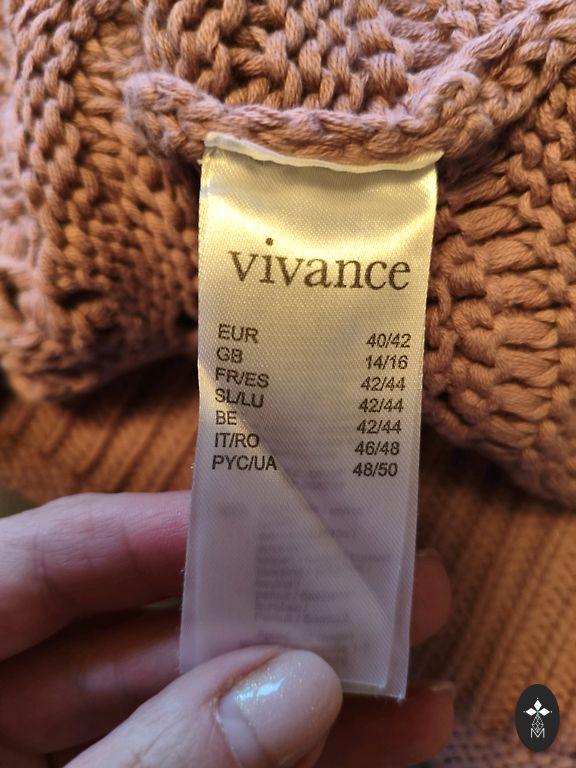 vivance
EUR 40/42
GB 14/16
FR/ES 42/44
SL/LU 42/44
BE 42/44
IT/RO 46/48
PYC/UA 48/50